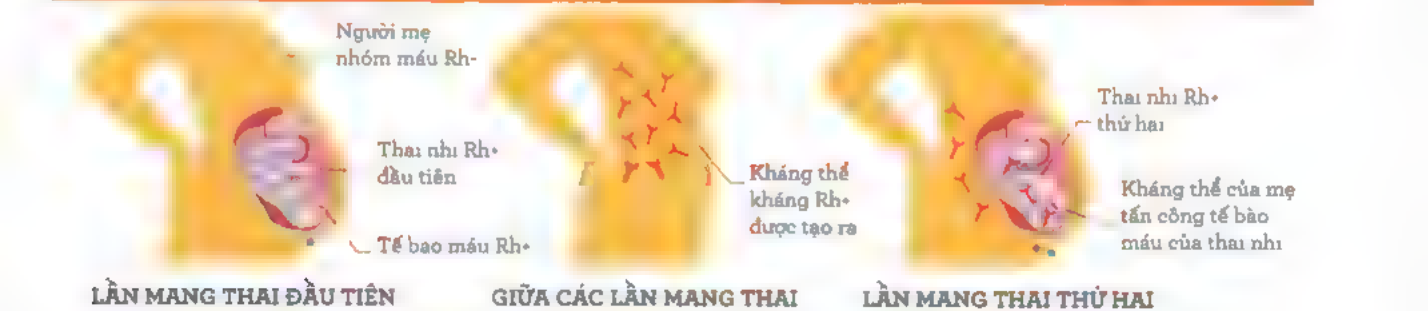 Người mẹ
nhóm máu Rh-
Thai nhi Rh+
đầu tiên
Tế bao máu Rh+
LẦN MANG THAI ĐẦU TIÊN
Kháng thể
kháng Rh+
được tạo ra
GIỮA CÁC LẦN MANG THAI
Thai nhi Rh+
thứ hai
Kháng thể của mẹ
tấn công tế bào
máu của thai nhi
LẦN MANG THAI THỨ HAI